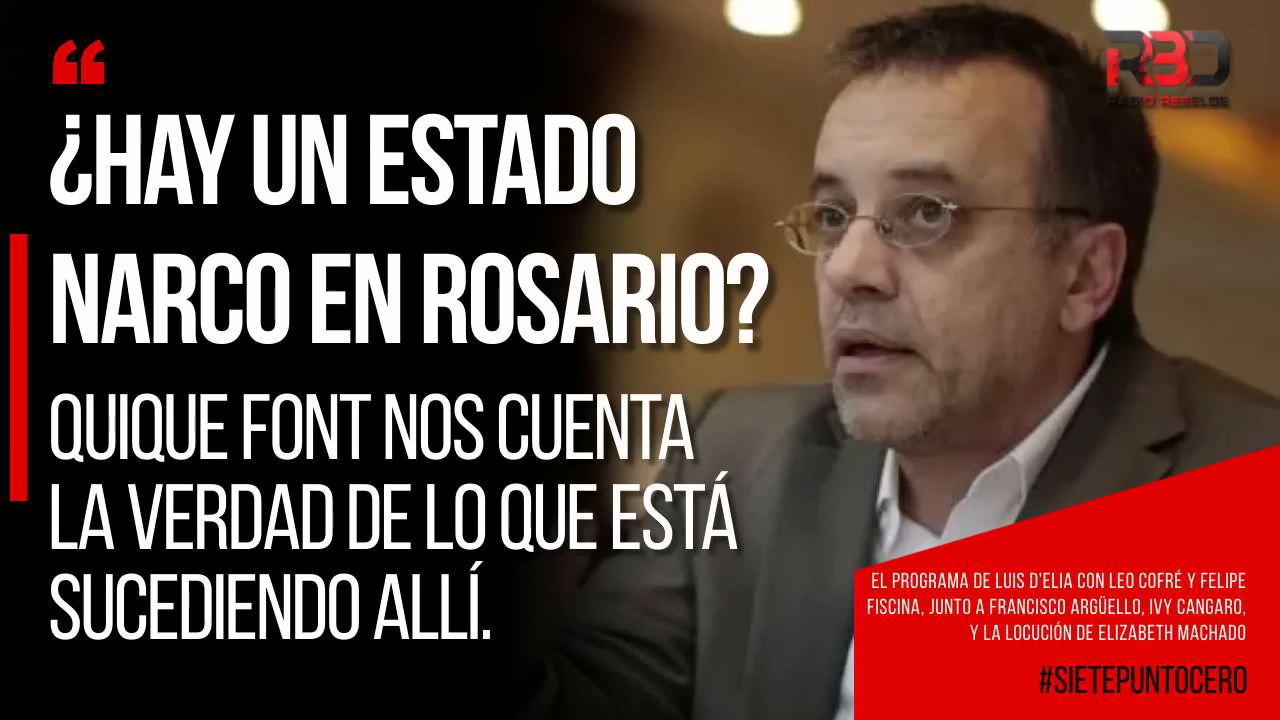 “
¿HAY UN ESTADO
NARCO EN ROSARIO?
QUIQUE FONT NOS CUENTA
LA VERDAD DE LO QUE ESTÁ
SUCEDIENDO ALLÍ.
RBD
RADIO REBELDE
EL PROGRAMA DE LUIS D'ELIA CON LEO COFRÉ Y FELIPE
FISCINA, JUNTO A FRANCISCO ARGÜELLO, IVY CANGARO,
Y LA LOCUCIÓN DE ELIZABETH MACHADO
#SIETEPUNTOCERO